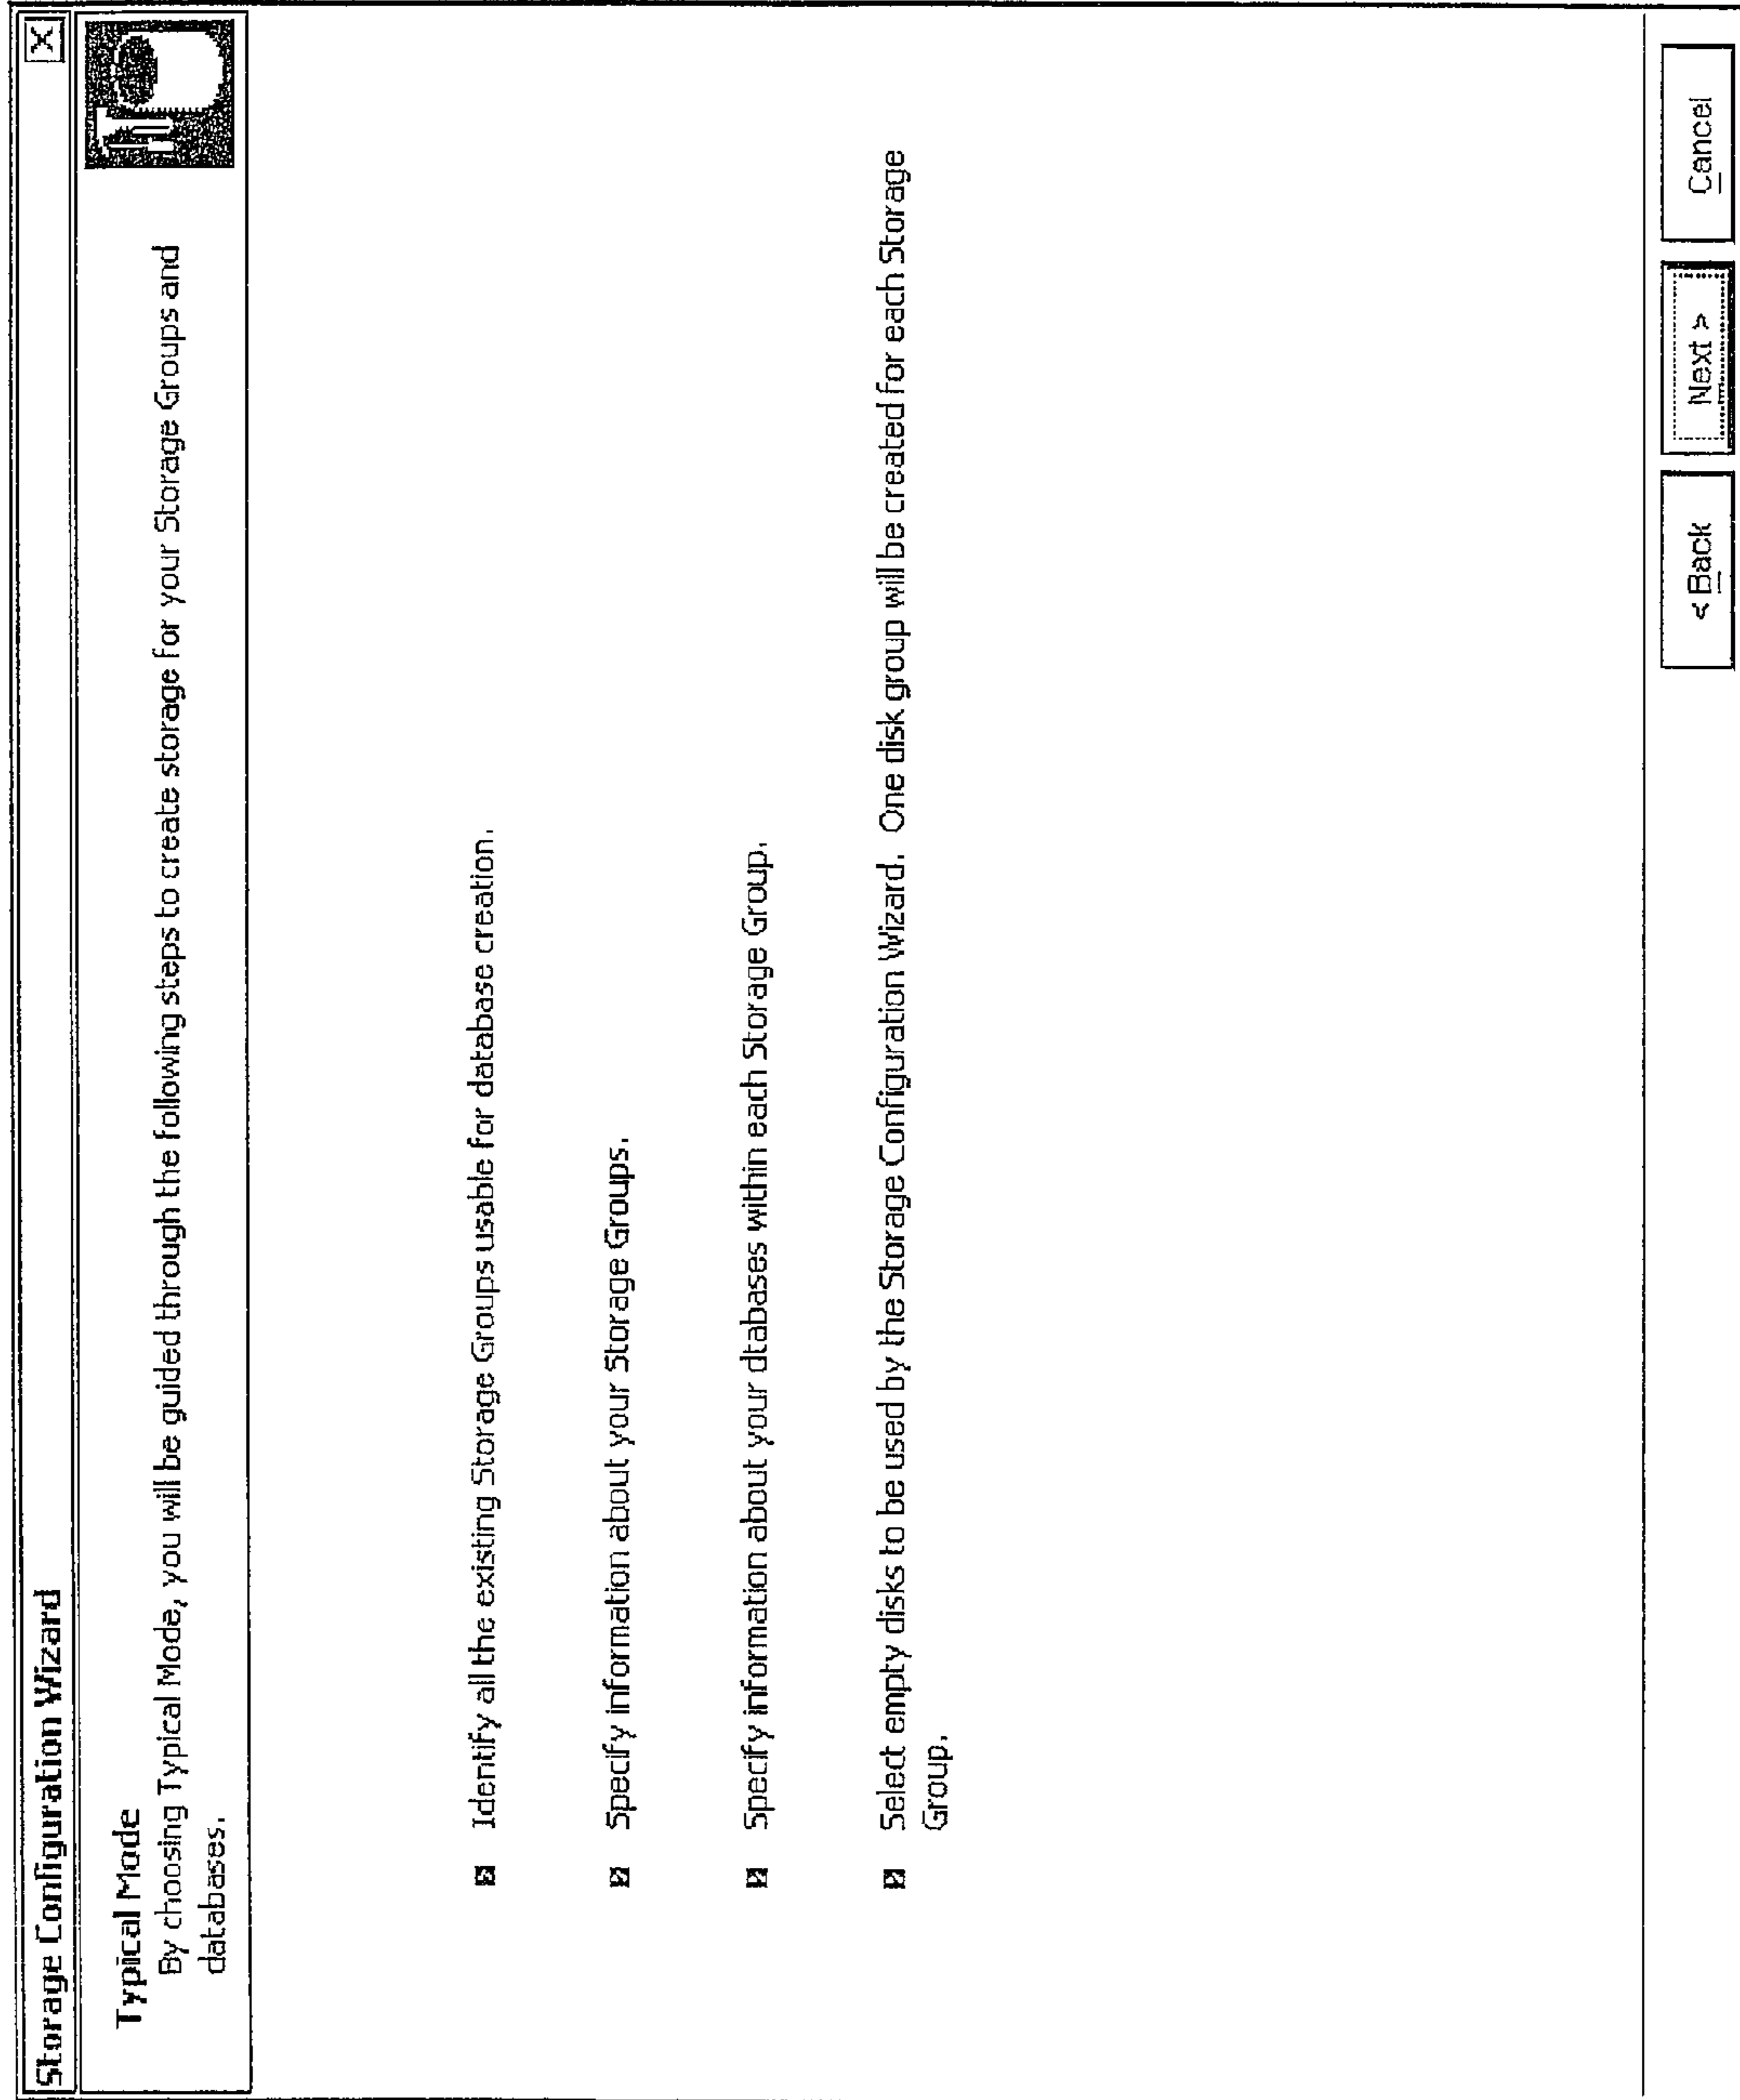 Storage Configuration Wizard
Typical Mode
By choosing Typical Mode, you will be guided through the following steps to create storage for your Storage Groups and
databases.
Identify all the existing Storage Groups usable for database creation.
Specify information about your Storage Groups.
Specify information about your dtabases within each Storage Group.
Select empty disks to be used by the Storage Configuration Wizard. One disk group will be created for each Storage
Group.
< Back
Next >
Cancel